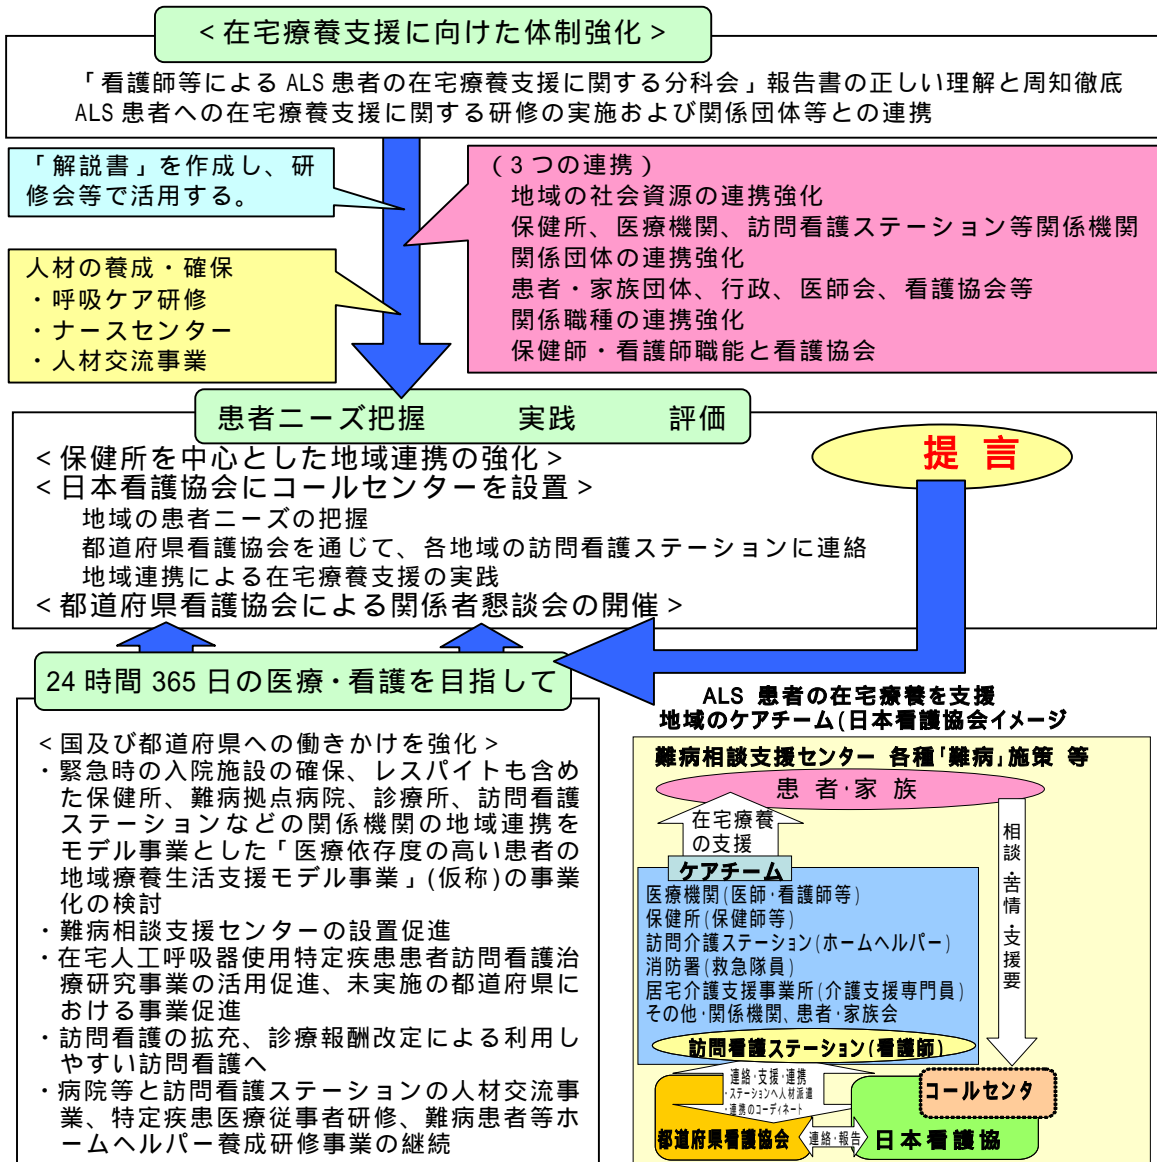 ＜在宅療養支援に向けた体制強化＞
「看護師等によるALS患者の在宅療養支援に関する分科会」報告書の正しい理解と周知徹底
ALS患者への在宅療養支援に関する研修の実施および関係団体等との連携
「解説書」を作成し、研
修会等で活用する。
人材の養成・確保
・呼吸ケア研修
・ナースセンター
・人材交流事業
（3つの連携）
地域の社会資源の連携強化
保健所、医療機関、訪問看護ステーション等関係機関
関係団体の連携強化
患者・家族団体、行政、医師会、看護協会等
関係職種の連携強化
保健師・看護師職能と看護協会
患者ニーズ把握　実践　評価
＜保健所を中心とした地域連携の強化＞
＜日本看護協会にコールセンターを設置＞
地域の患者ニーズの把握
都道府県看護協会を通じて、各地域の訪問看護ステーションに連絡
地域連携による在宅療養支援の実践
＜都道府県看護協会による関係者懇談会の開催＞
提言
24時間365日の医療・看護を目指して
＜国及び都道府県への働きかけを強化＞
・緊急時の入院施設の確保、レスパイトも含め
た保健所、難病拠点病院、診療所、訪問看護
ステーションなどの関係機関の地域連携を
モデル事業とした「医療依存度の高い患者の
地域療養生活支援モデル事業」(仮称)の事業
化の検討
・難病相談支援センターの設置促進
・在宅人工呼吸器使用特定疾患患者訪問看護治
療研究事業の活用促進、未実施の都道府県に
おける事業促進
・訪問看護の拡充、診療報酬改定による利用し
やすい訪問看護へ
・病院等と訪問看護ステーションの人材交流事
業、特定疾患医療従事者研修、難病患者等ホ
ームヘルパー養成研修事業の継続
ALS 患者の在宅療養を支援
地域のケアチーム(日本看護協会イメージ
難病相談支援センター 各種「難病」施策 等
患者・家族
在宅療養
の支援
ケアチーム
医療機関(医師・看護師等)
保健所(保健師等)
訪問介護ステーション(ホームヘルパー)
消防署(救急隊員)
居宅介護支援事業所(介護支援専門員)
その他・関係機関、患者・家族会
訪問看護ステーション(看護師)
相談・苦情・支援要
連絡・支援・連携
・ステーションへ人材派遣
・連携のコーディネート
コールセンタ
都道府県看護協会
連絡・報告
日本看護協